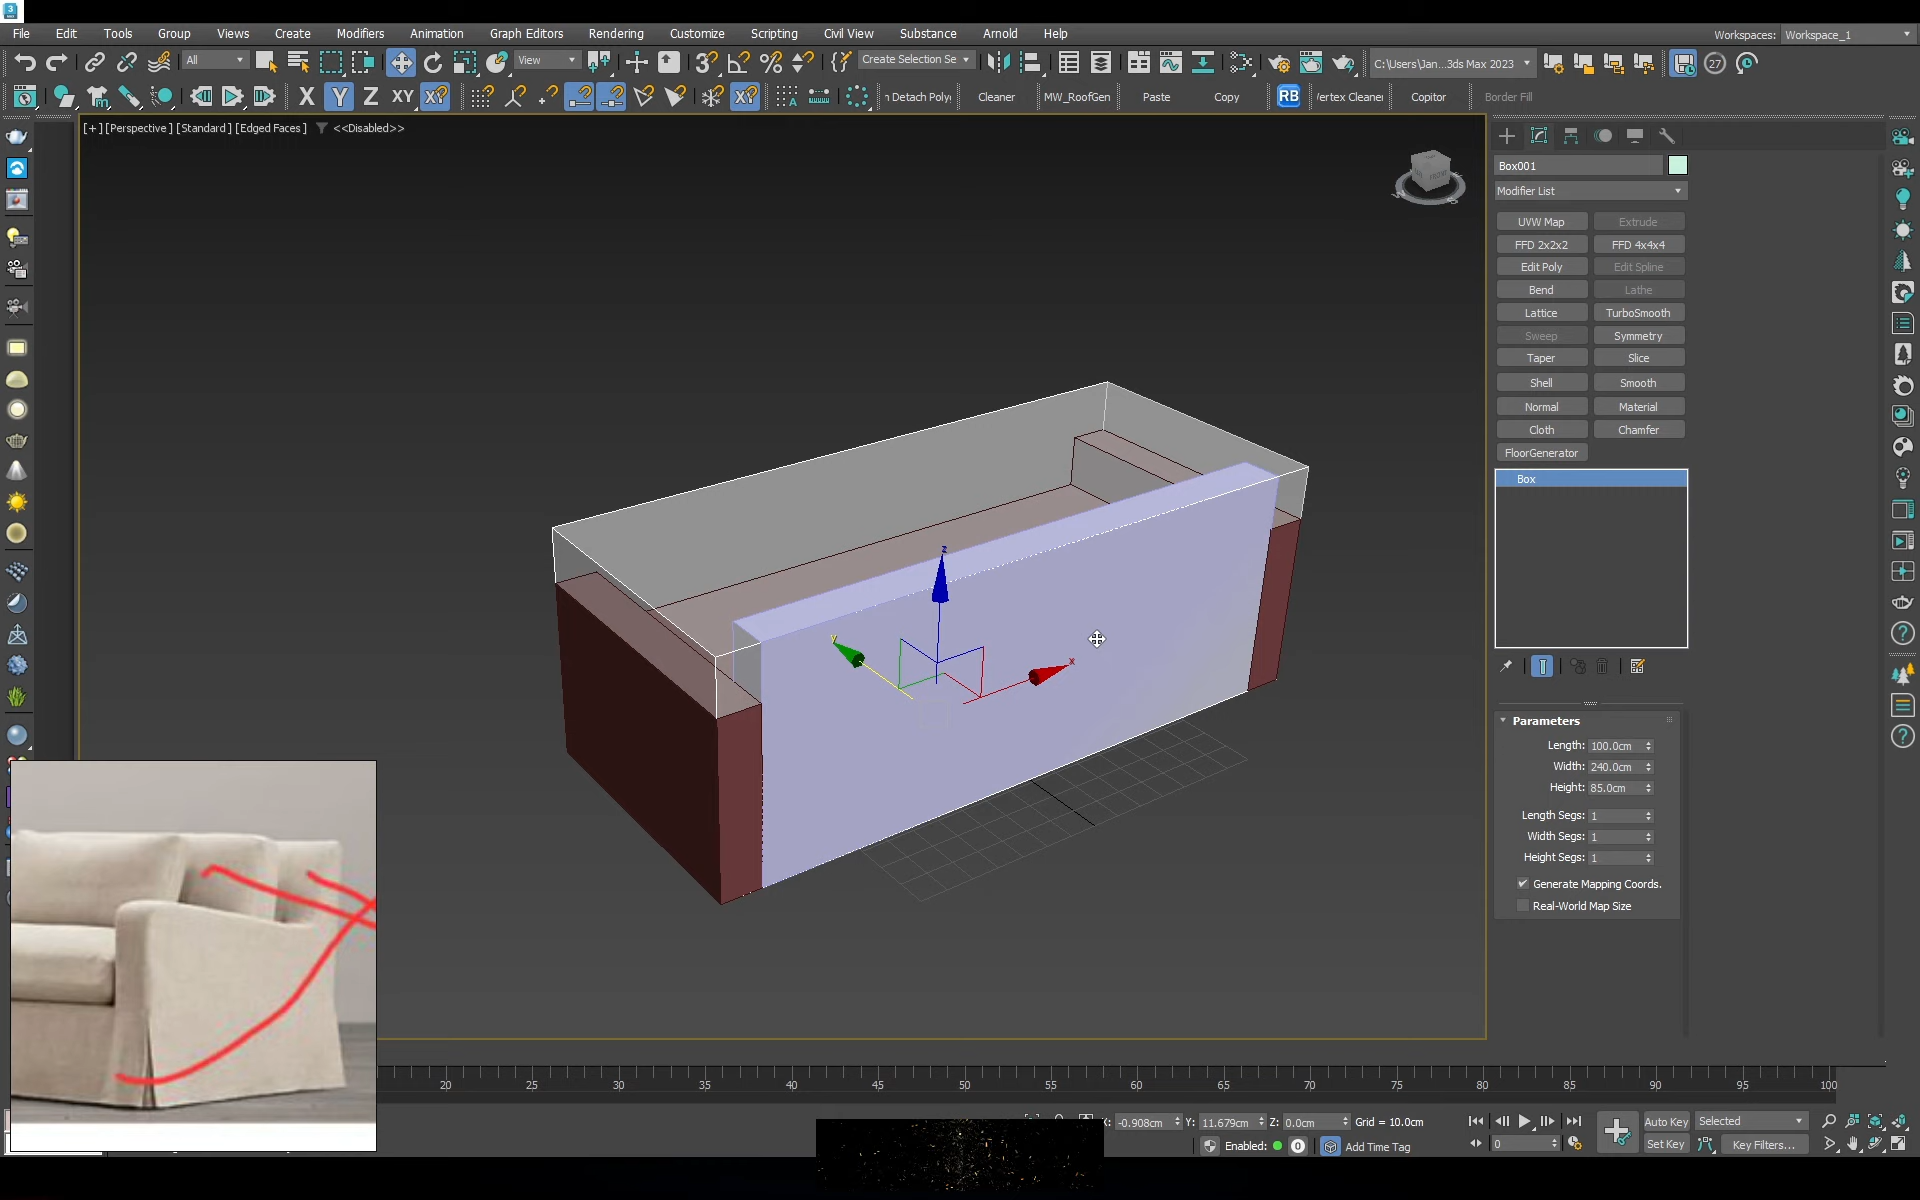 3
File Edit Tools Group Views Create Modifiers Animation Graph Editors Rendering Customize Scripting Civil View Substance Arnold Help Workspaces: Workspace_1
All View Create Selection Se C:\Users\Jan...3ds Max 2023 27
X Y Z XY XY XY n Detach Poly Cleaner MW_RoofGen Paste Copy RB /ertex Cleaner Copitor Border Fill
[+] [Perspective] [Standard] [Edged Faces] <<Disabled>>
Box001
Modifier List
UVW Map Extrude
FFD 2x2x2 FFD 4x4x4
Edit Poly Edit Spline
Bend Lathe
Lattice TurboSmooth
Sweep Symmetry
Taper Slice
Shell Smooth
Normal Material
Cloth Chamfer
FloorGenerator
Box
z
y
x
Parameters
Length: 100.0cm
Width: 240.0cm
Height: 85.0cm
Length Segs: 1
Width Segs: 1
Height Segs: 1
Generate Mapping Coords.
Real-World Map Size
20 25 30 35 40 45 50 55 60 65 70 75 80 85 90 95 100
X: -0.908cm Y: 11.679cm Z: 0.0cm Grid = 10.0cm Auto Key Selected
Enabled: 0 Add Time Tag 0 Set Key Key Filters...